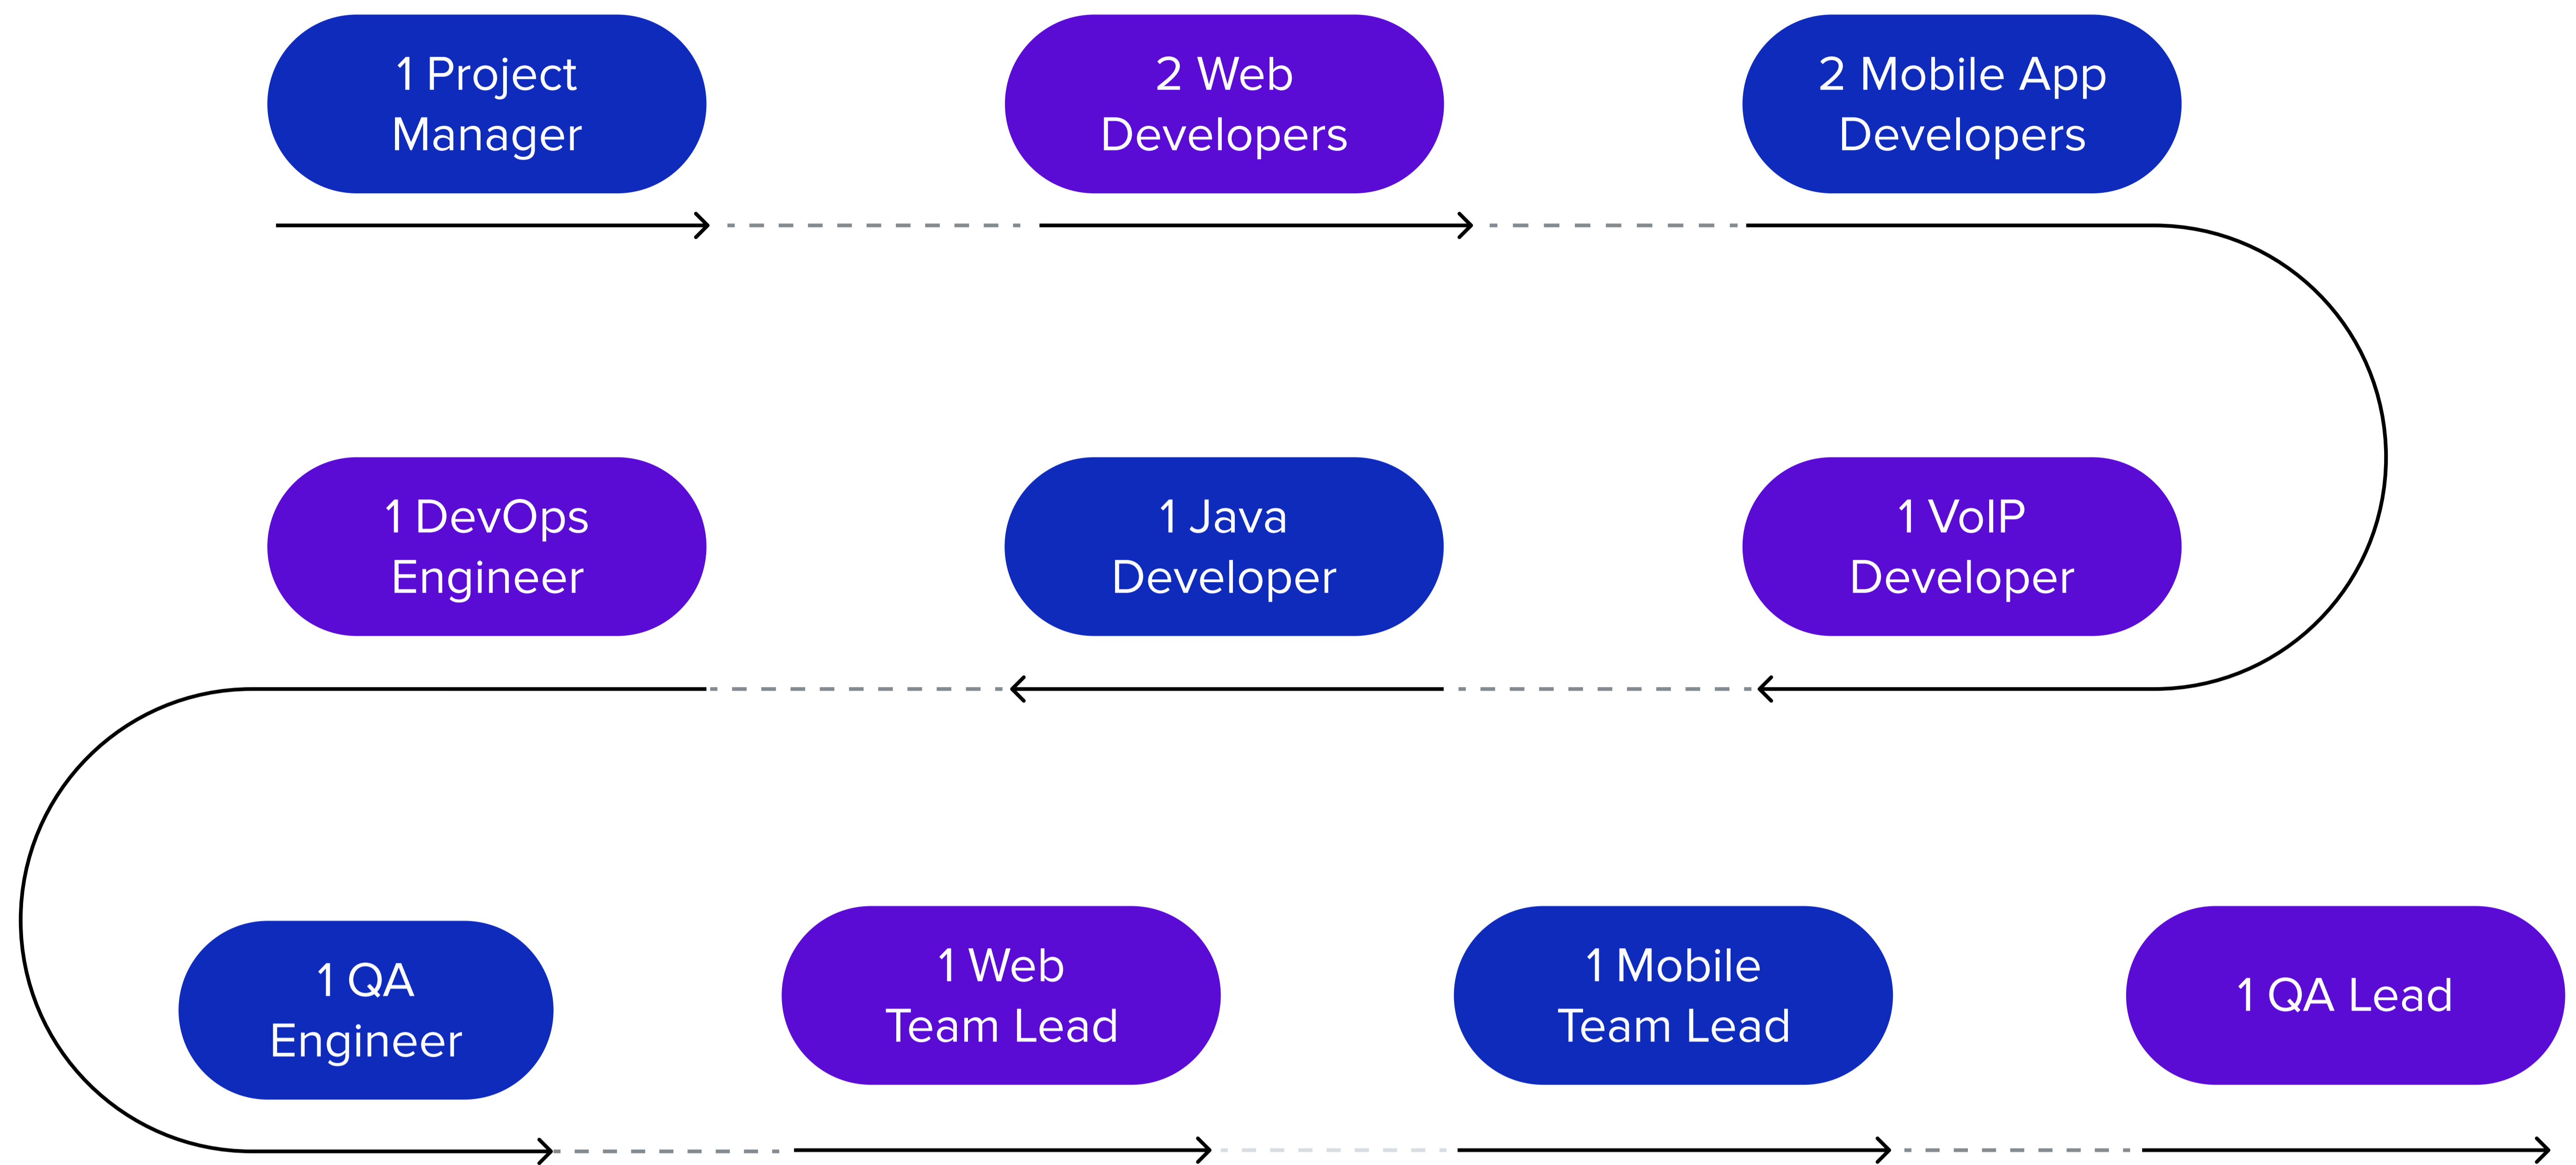 1 Project
Manager
2 Web
Developers
2 Mobile App
Developers
1 DevOps
Engineer
1 Java
Developer
1 VoIP
Developer
1 QA
Engineer
1 Web
Team Lead
1 Mobile
Team Lead
1 QA Lead